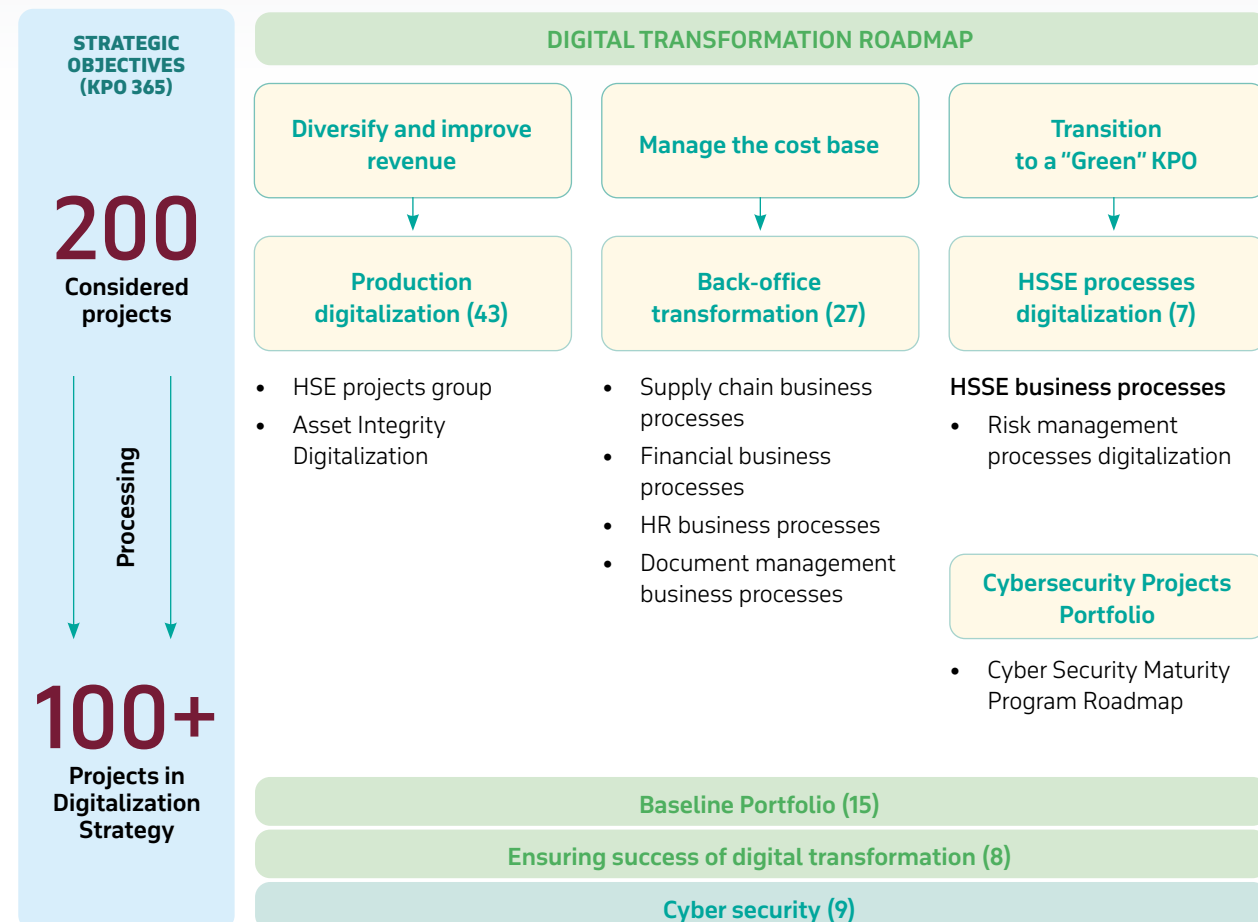 STRATEGIC
OBJECTIVES
(KPO 365)
200
Considered
projects
Processing
100+
Projects in
Digitalization
Strategy
DIGITAL TRANSFORMATION ROADMAP
Diversify and improve
revenue
Manage the cost base
Transition
to a “Green” KPO
Production
digitalization (43)
Back-office
transformation (27)
HSSE processes
digitalization (7)
• HSE projects group
• Asset Integrity
Digitalization
• Supply chain business
processes
• Financial business
processes
• HR business processes
• Document management
business processes
HSSE business processes
• Risk management
processes digitalization
Cybersecurity Projects
Portfolio
• Cyber Security Maturity
Program Roadmap
Baseline Portfolio (15)
Ensuring success of digital transformation (8)
Cyber security (9)